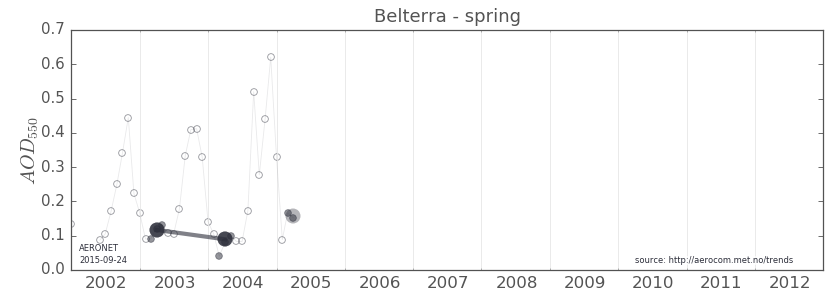 Belterra - spring
0.7
0.6
0.5
0.4
0.3
0.2
0.1
0.0
AOD550
AERONET
2015-09-24
source: http://aerocom.met.no/trends
2002 2003 2004 2005 2006 2007 2008 2009 2010 2011 2012